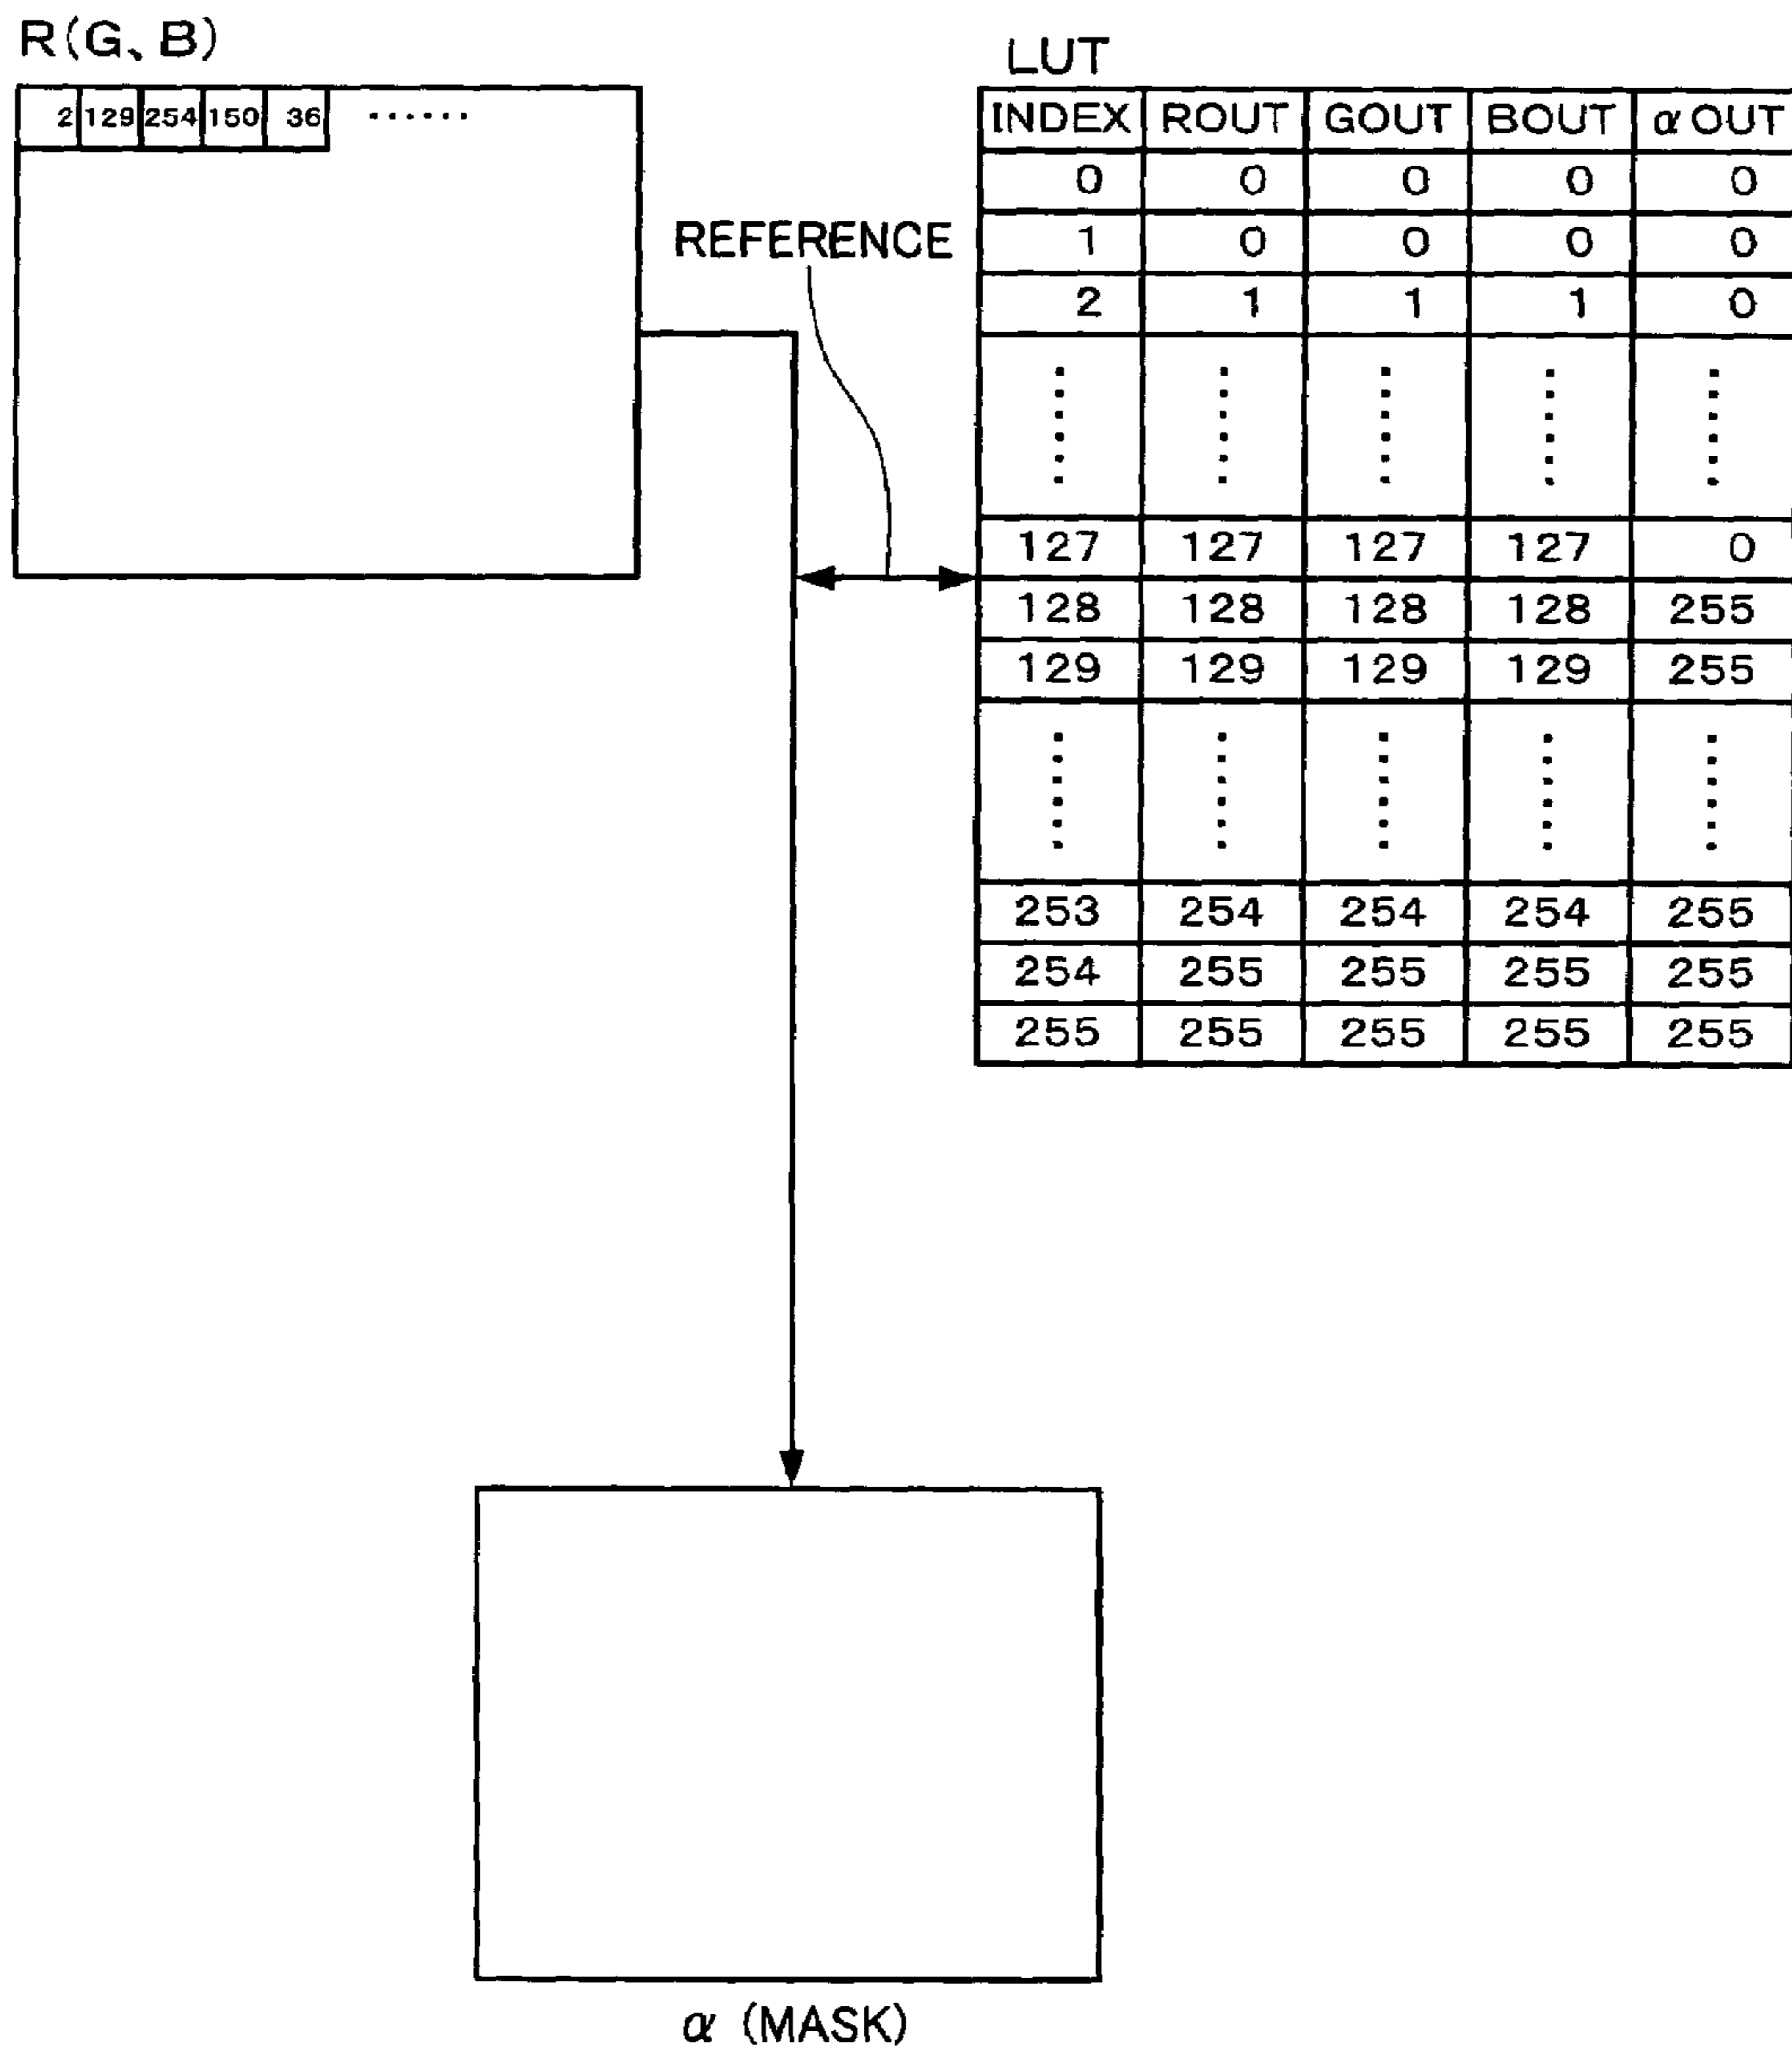 R(G、B)
2 129 254 150 36 ······
REFERENCE
LUT
INDEX ROUT GOUT BOUT α OUT
0 0 0 0 0
1 0 0 0 0
2 1 1 1 0
127 127 127 127 0
128 128 128 128 255
129 129 129 129 255
253 254 254 254 255
254 255 255 255 255
255 255 255 255 255
α (MASK)